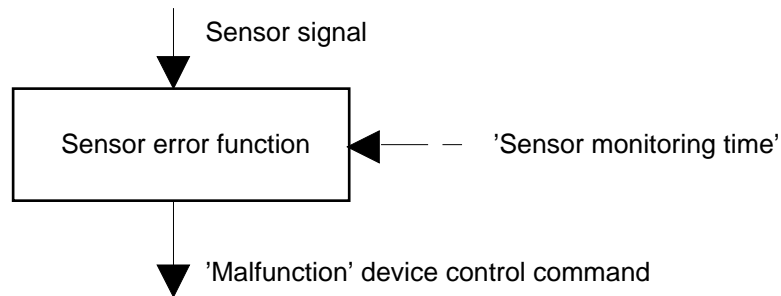 Sensor signal
Sensor error function
’Sensor monitoring time’
’Malfunction’ device control command